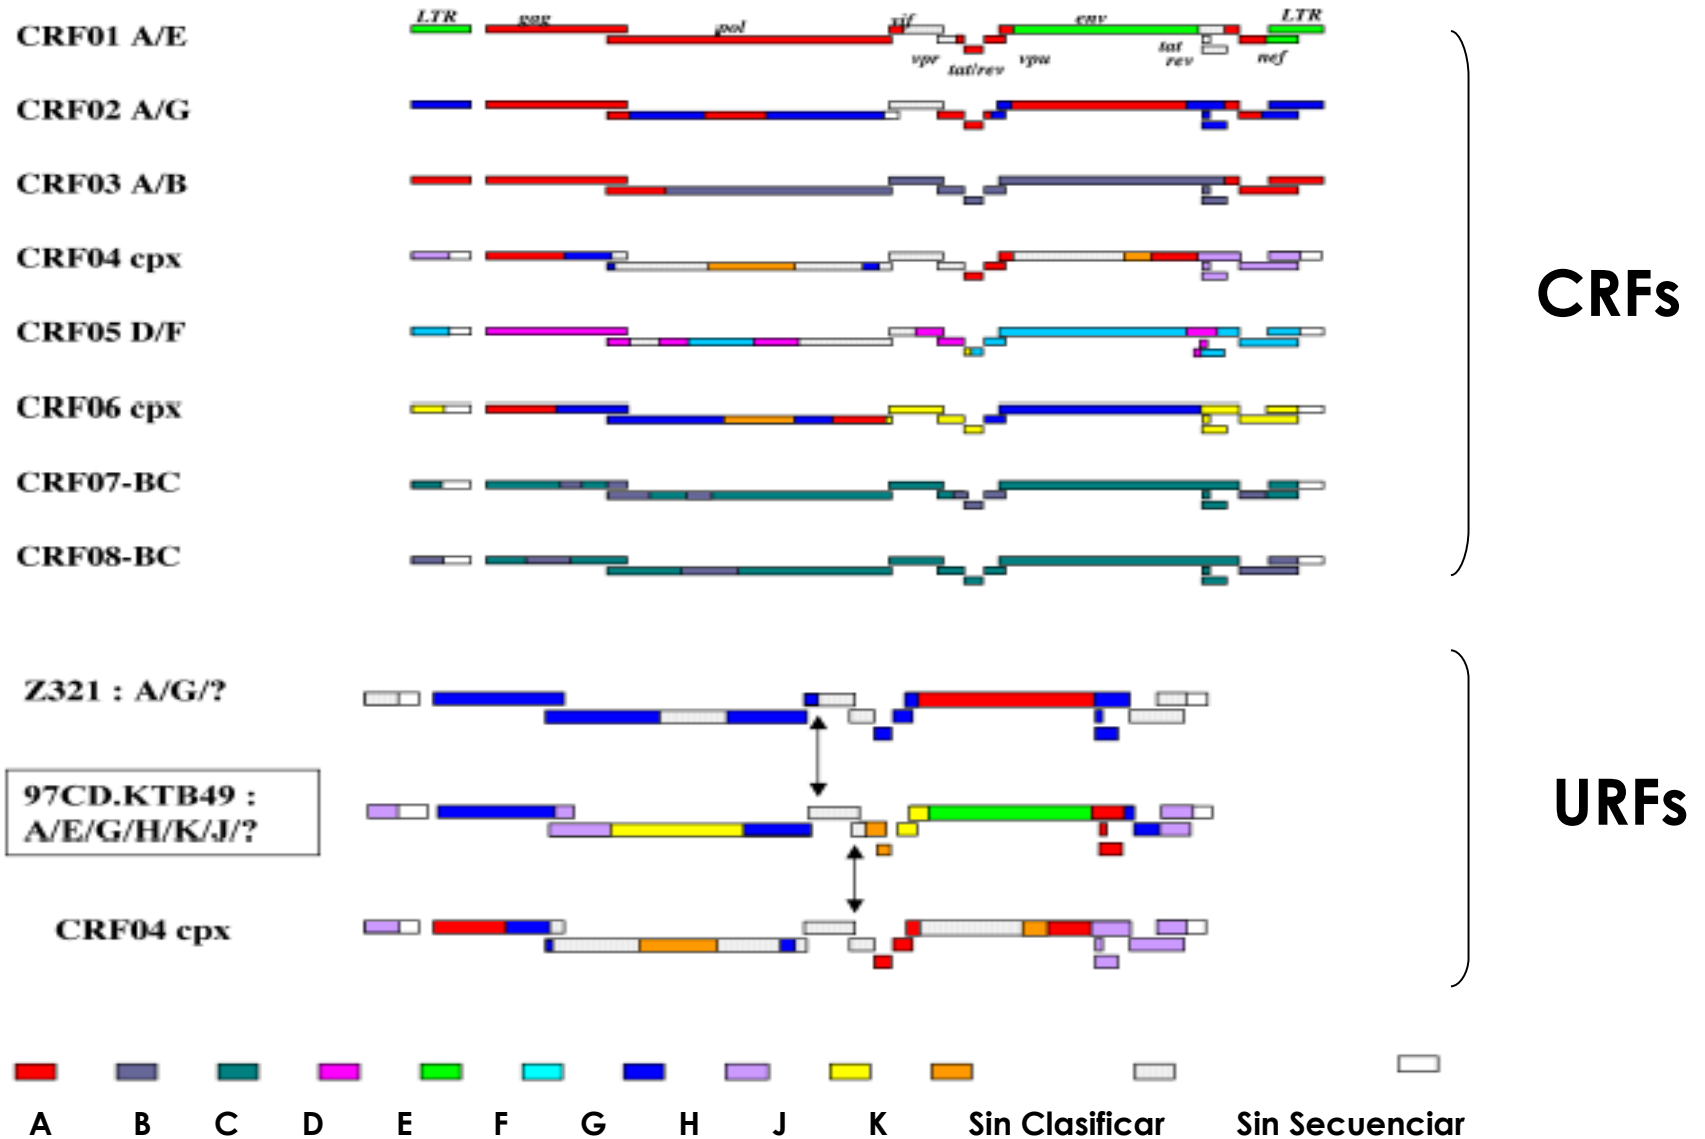 LTR gag pol vif env LTR
CRF01 A/E
vpr tat/rev vpu tat rev nef
CRF02 A/G
CRF03 A/B
CRF04 cpx
CRFs
CRF05 D/F
CRF06 cpx
CRF07-BC
CRF08-BC
Z321 : A/G/?
97CD.KTB49 :
A/E/G/H/K/J/?
URFs
CRF04 cpx
A B C D E F G H J K Sin Clasificar Sin Secuenciar